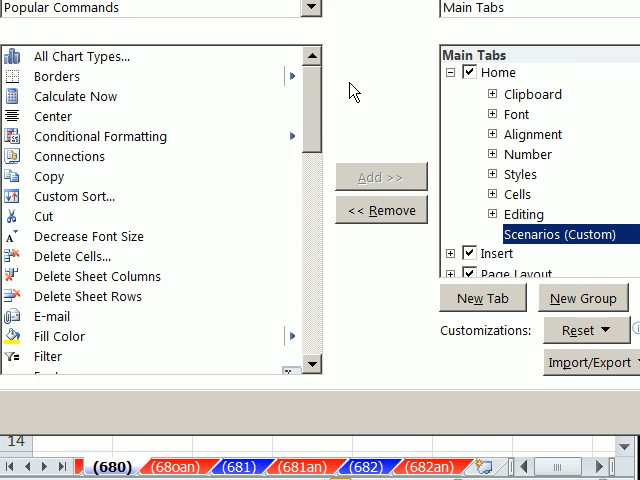 Popular Commands
Main Tabs
All Chart Types...
Borders
Calculate Now
Center
Conditional Formatting
Connections
Copy
Custom Sort...
Cut
Decrease Font Size
Delete Cells...
Delete Sheet Columns
Delete Sheet Rows
E-mail
Fill Color
Filter
Add >>
<< Remove
Main Tabs
Home
Clipboard
Font
Alignment
Number
Styles
Cells
Editing
Scenarios (Custom)
Insert
Page Layout
New Tab
New Group
Customizations:
Reset
Import/Export
14
(680)
(680an)
(681)
(681an)
(682)
(682an)